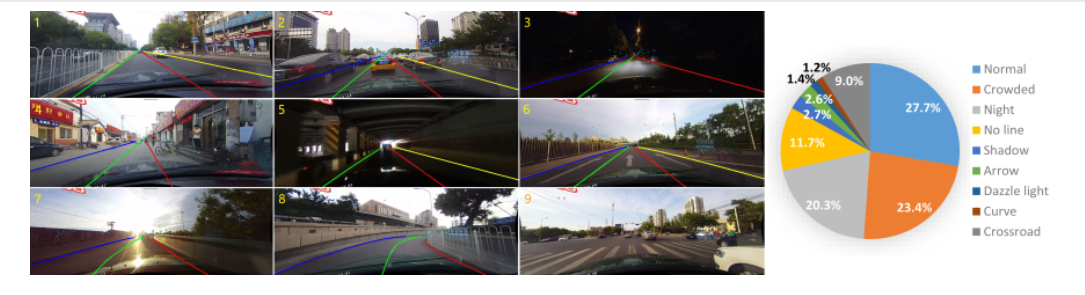 1
2
3
4
5
6
7
8
9
1.2%
1.4%
9.0%
2.6%
2.7%
27.7%
11.7%
20.3%
23.4%
Normal
Crowded
Night
No line
Shadow
Arrow
Dazzle light
Curve
Crossroad